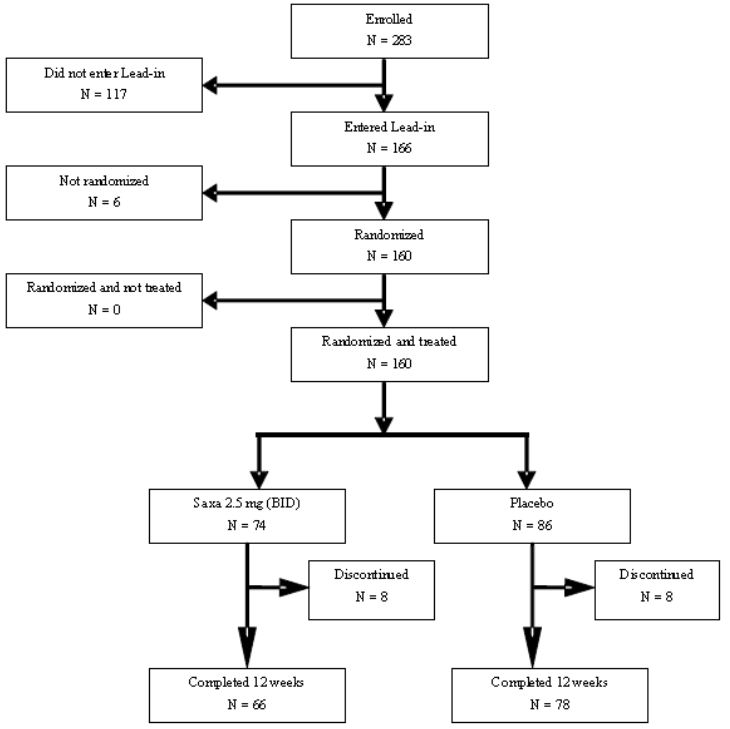 Enrolled
N = 283
Did not enter Lead-in
N = 117
Entered Lead-in
N = 166
Not randomized
N = 6
Randomized
N = 160
Randomized and not treated
N = 0
Randomized and treated
N = 160
Saxa 2.5 mg (BID)
N = 74
Placebo
N = 86
Discontinued
N = 8
Discontinued
N = 8
Completed 12 weeks
N = 66
Completed 12 weeks
N = 78